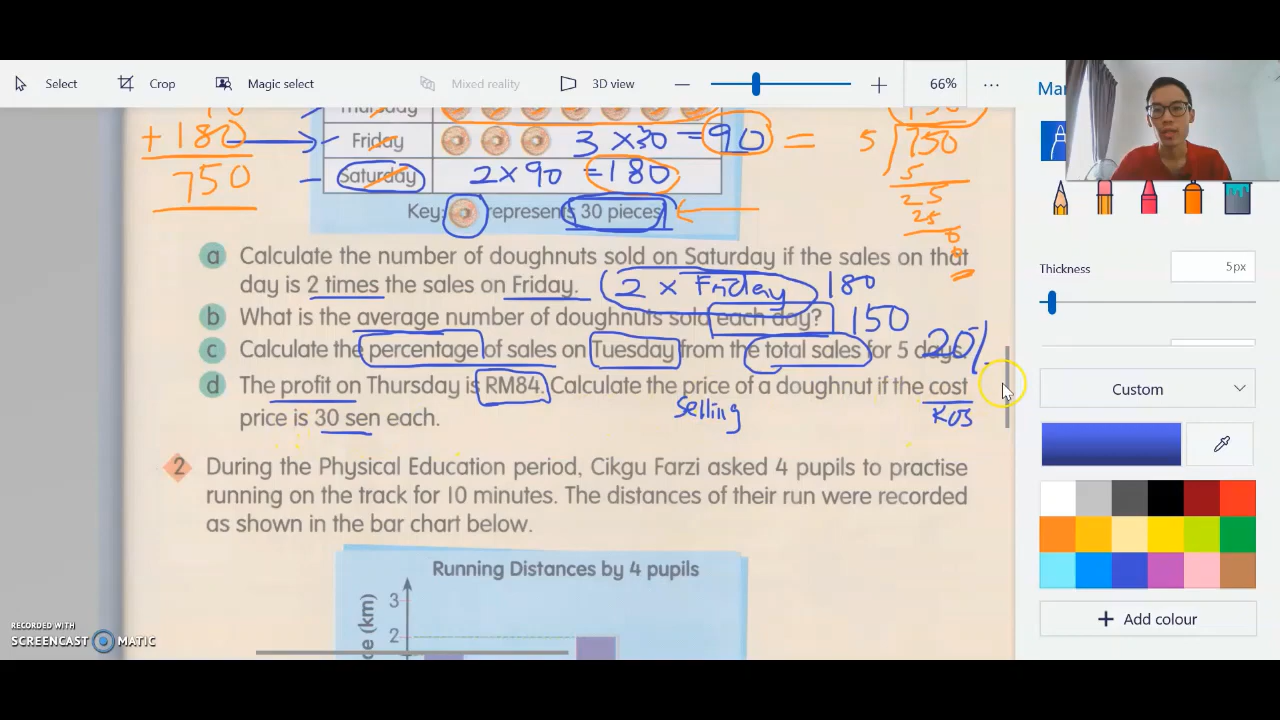 Select Crop Magic select Mixed reality 3D view 66% ...
Thursday
+ 180
Friday 3 x 30 = 90 = 5 750
750
Saturday 2 x 90 = 180
5
25
25
0
0
Key: represents 30 pieces
a Calculate the number of doughnuts sold on Saturday if the sales on that
day is 2 times the sales on Friday. 2 x Friday 180
b What is the average number of doughnuts sold each day? 150
c Calculate the percentage of sales on Tuesday from the total sales for 5 days. 20%
d The profit on Thursday is RM84. Calculate the price of a doughnut if the cost
Selling kos
price is 30 sen each.
2 During the Physical Education period, Cikgu Farzi asked 4 pupils to practise
running on the track for 10 minutes. The distances of their run were recorded
as shown in the bar chart below.
Running Distances by 4 pupils
3
2
(km)
Thickness
5px
Custom
+ Add colour
RECORDED WITH
SCREENCAST MATIC